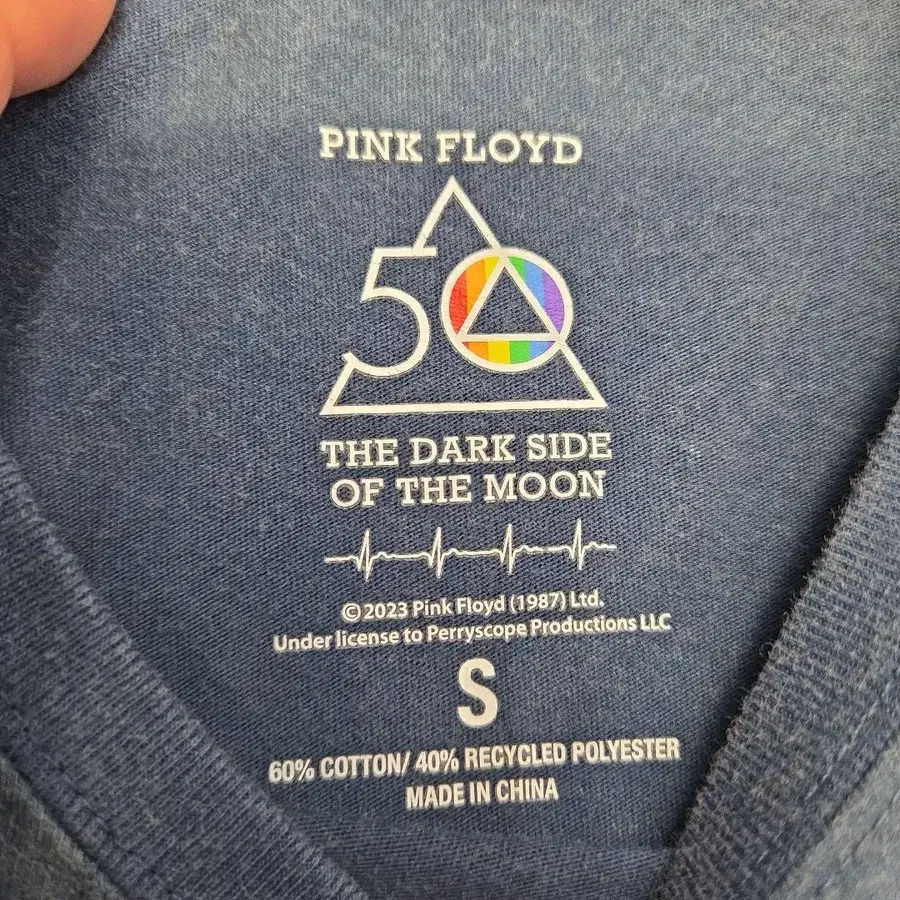 PINK FLOYD
50
THE DARK SIDE
OF THE MOON
© 2023 Pink Floyd (1987) Ltd.
Under license to Perryscope Productions LLC
S
60% COTTON/ 40% RECYCLED POLYESTER
MADE IN CHINA